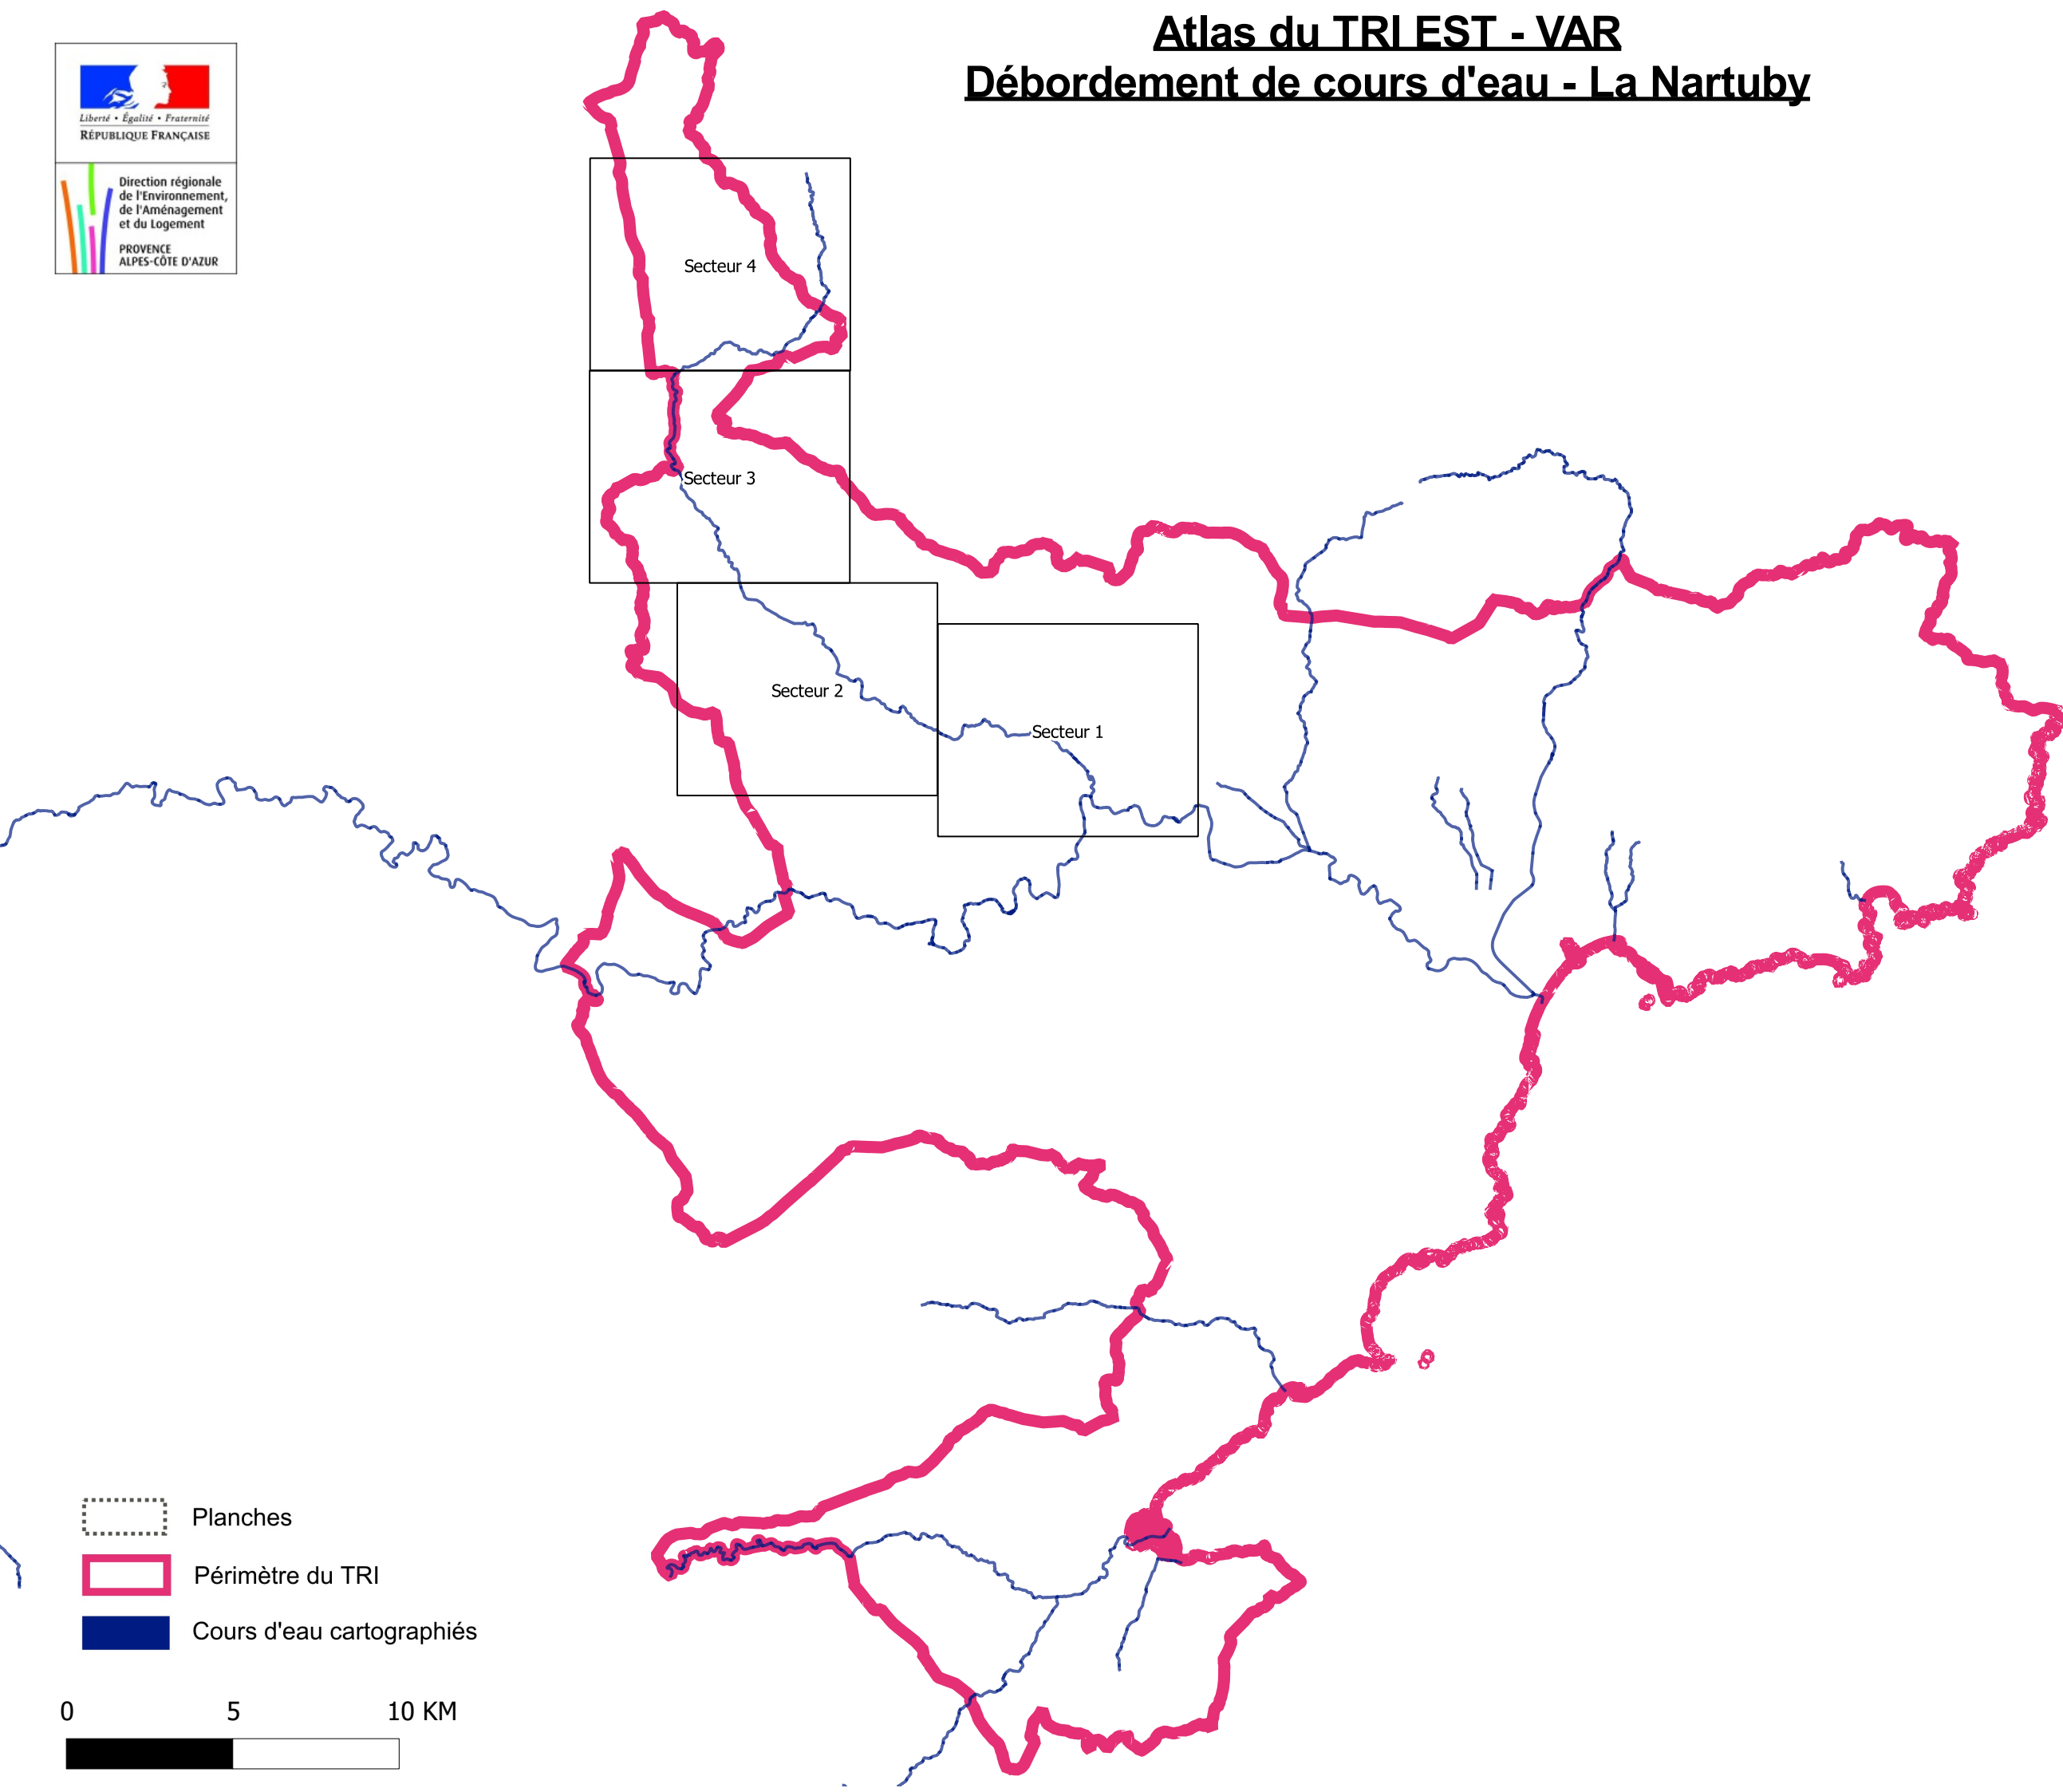 Atlas du TRI EST - VAR
Débordement de cours d'eau - La Nartuby
Liberté • Égalité • Fraternité
RÉPUBLIQUE FRANÇAISE
Direction régionale
de l'Environnement,
de l'Aménagement
et du Logement
PROVENCE
ALPES-CÔTE D'AZUR
Secteur 4
Secteur 3
Secteur 2
Secteur 1
Planches
Périmètre du TRI
Cours d'eau cartographiés
0 5 10 KM